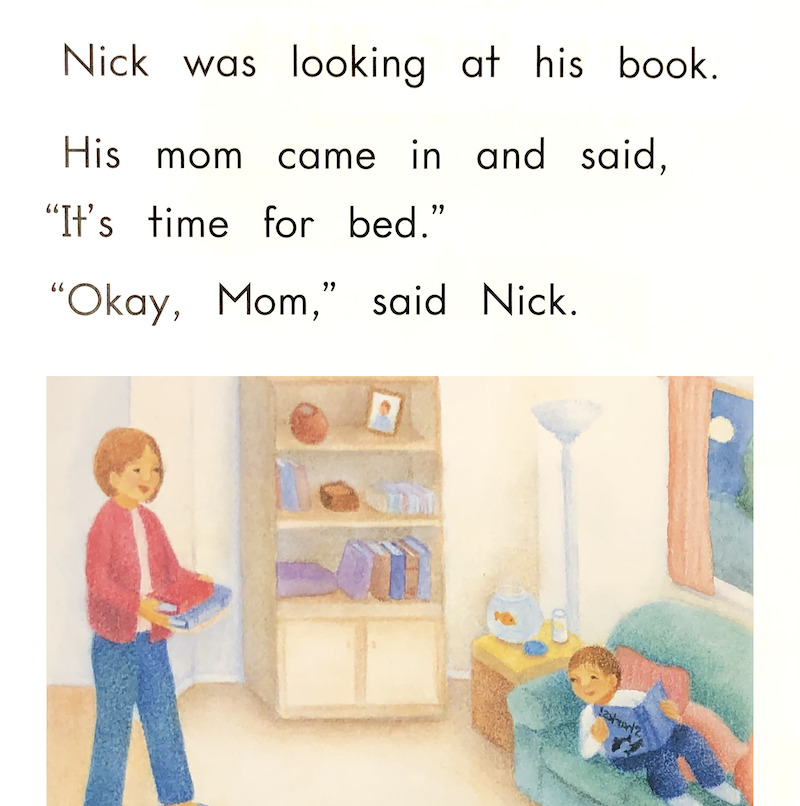 Nick was looking at his book.
His mom came in and said,
“It’s time for bed.”
“Okay, Mom,” said Nick.